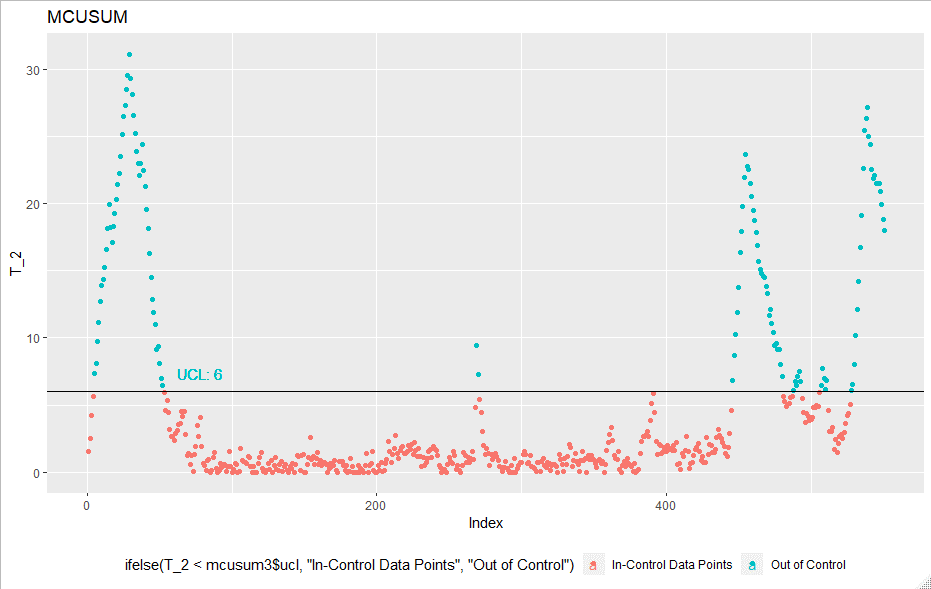 MCUSUM
30
20
10
0
T_2
UCL: 6
0 200 400
Index
ifelse(T_2 < mcusum3$ucl, "In-Control Data Points", "Out of Control") a In-Control Data Points a Out of Control